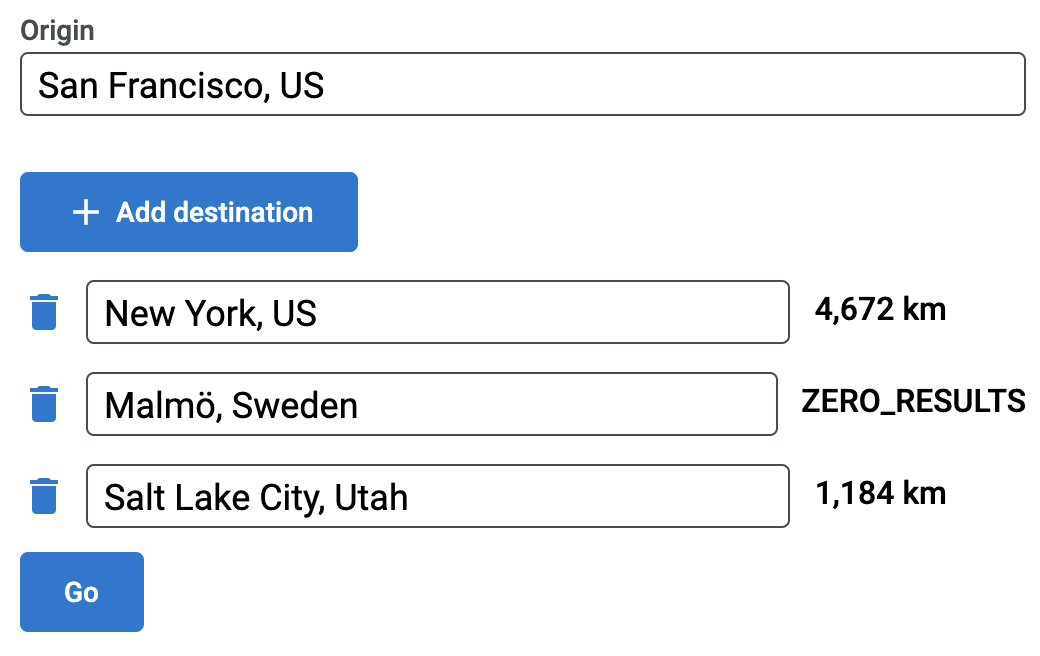 Origin
San Francisco, US
Add destination
New York, US 4,672 km
Malmö, Sweden ZERO_RESULTS
Salt Lake City, Utah 1,184 km
Go